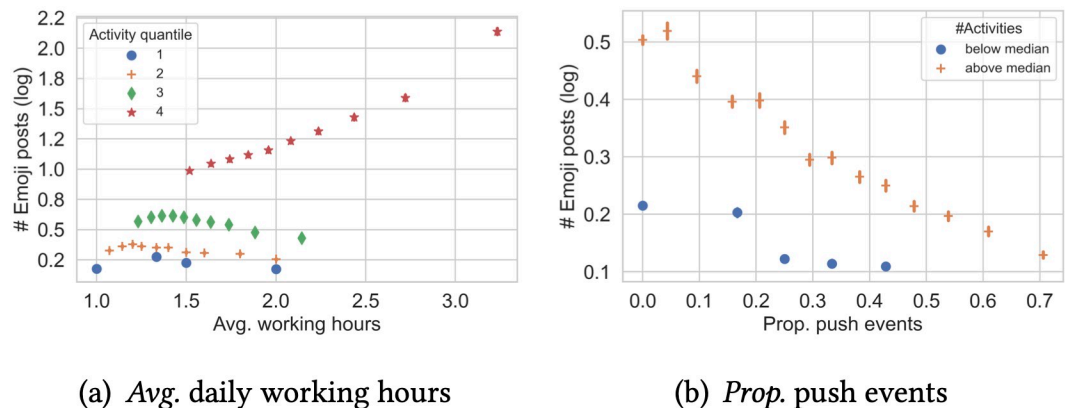 2.2
2.0
1.8
1.5
1.2
1.0
0.8
0.5
0.2
# Emoji posts (log)
Activity quantile
1
2
3
4
1.0 1.5 2.0 2.5 3.0
Avg. working hours
(a) Avg. daily working hours
0.5
0.4
0.3
0.2
0.1
# Emoji posts (log)
#Activities
below median
above median
0.0 0.1 0.2 0.3 0.4 0.5 0.6 0.7
Prop. push events
(b) Prop. push events